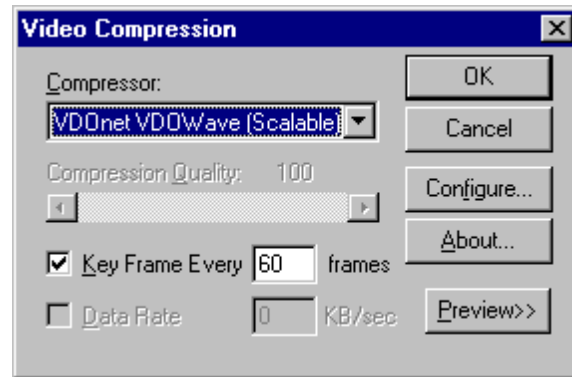 Video Compression
Compressor:
VDOnet VDOWave (Scalable)
Compression Quality: 100
Key Frame Every 60 frames
Data Rate 0 KB/sec
OK
Cancel
Configure...
About...
Preview>>